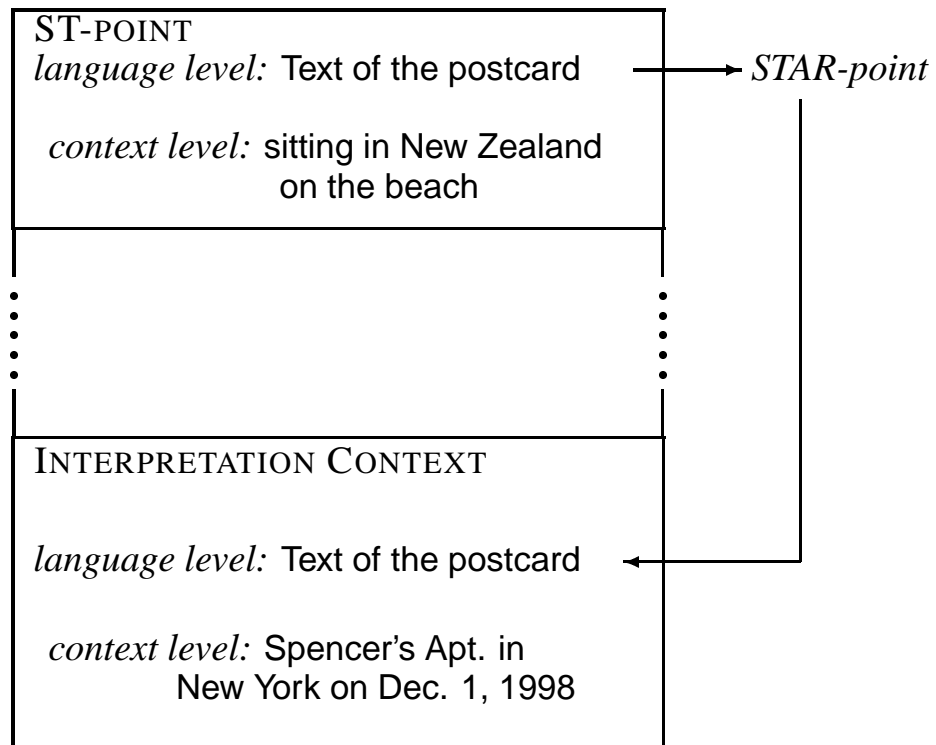 ST-POINT
language level: Text of the postcard
STAR-point
context level: sitting in New Zealand
on the beach
INTERPRETATION CONTEXT
language level: Text of the postcard
context level: Spencer's Apt. in
New York on Dec. 1, 1998